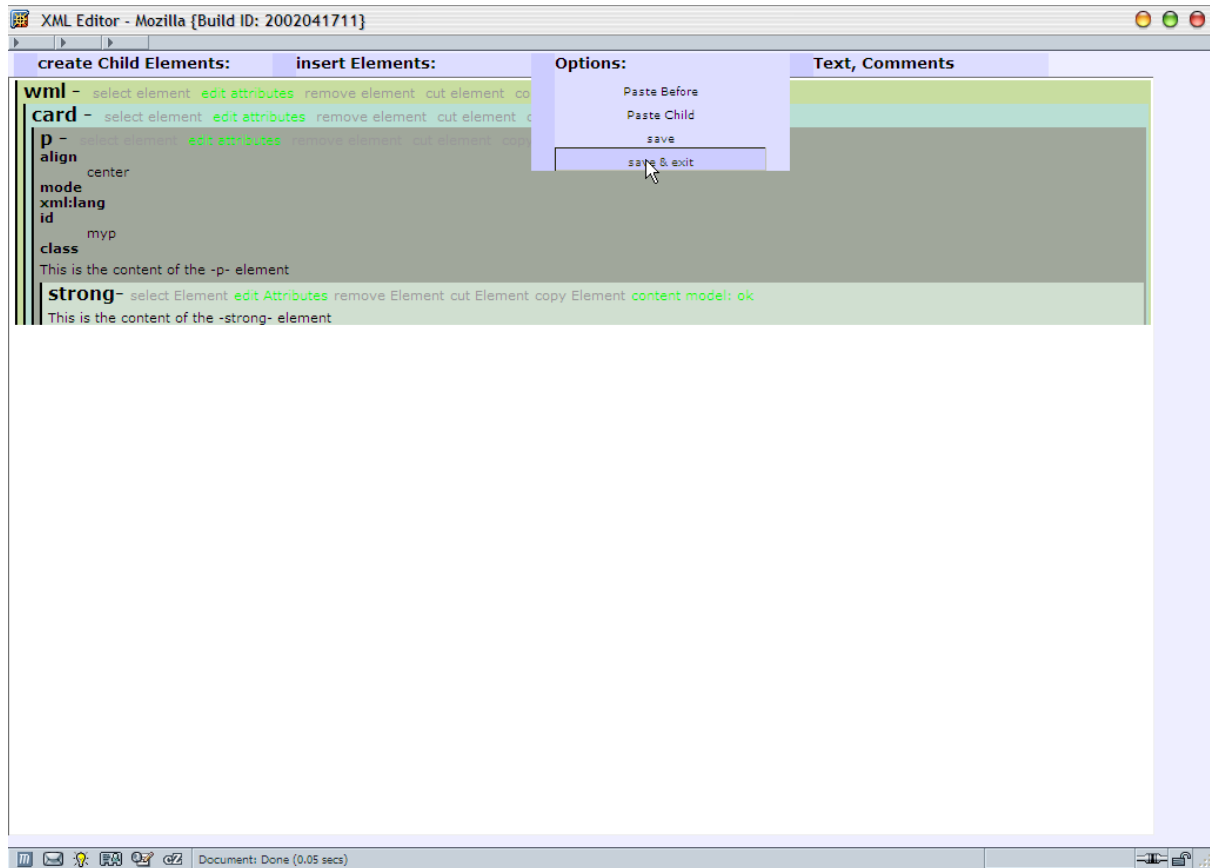 XML Editor - Mozilla {Build ID: 2002041711}
create Child Elements: insert Elements: Options: Text, Comments
wml - select element edit attributes remove element cut element co
Paste Before
card - select element edit attributes remove element cut element
Paste Child
p - select element edit attributes remove element cut element copy
save
align
save & exit
center
mode
xml:lang
id
myp
class
This is the content of the -p- element
strong- select Element edit Attributes remove Element cut Element copy Element content model: ok
This is the content of the -strong- element
Document: Done (0.05 secs)